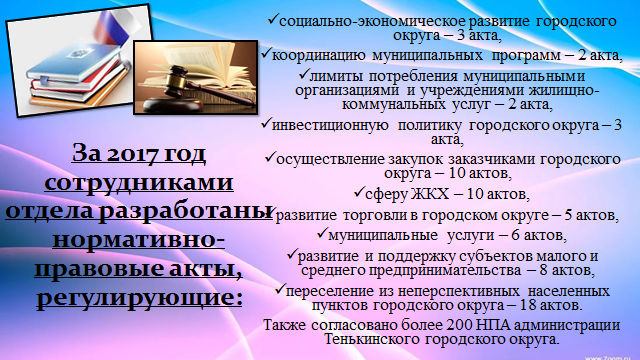 За 2017 год
сотрудниками
отдела разработаны
нормативно-
правовые акты,
регулирующие:
✓социально-экономическое развитие городского
округа – 3 акта,
✓координацию муниципальных программ – 2 акта,
✓лимиты потребления муниципальными
организациями и учреждениями жилищно-
коммунальных услуг – 2 акта,
✓инвестиционную политику городского округа – 3
акта,
✓осуществление закупок заказчиками городского
округа – 10 актов,
✓сферу ЖКХ – 10 актов,
✓развитие торговли в городском округе – 5 актов,
✓муниципальные услуги – 6 актов,
✓развитие и поддержку субъектов малого и
среднего предпринимательства – 8 актов,
✓переселение из неперспективных населенных
пунктов городского округа – 18 актов.
Также согласовано более 200 НПА администрации
Тенькинского городского округа.